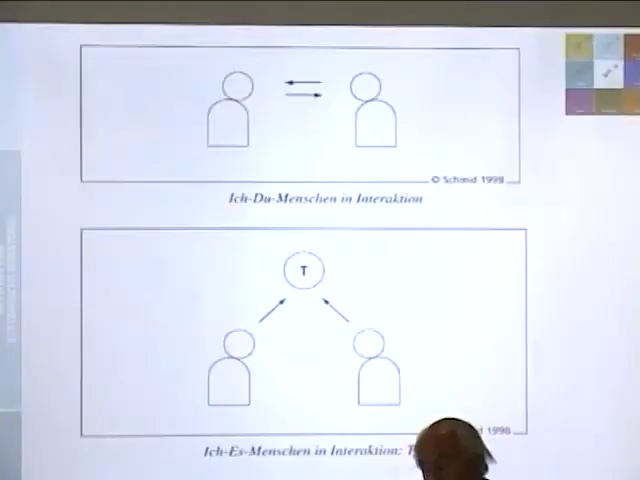 © Schmid 1998
Ich-Du-Menschen in Interaktion
T
1998
Ich-Es-Menschen in Interaktion: T